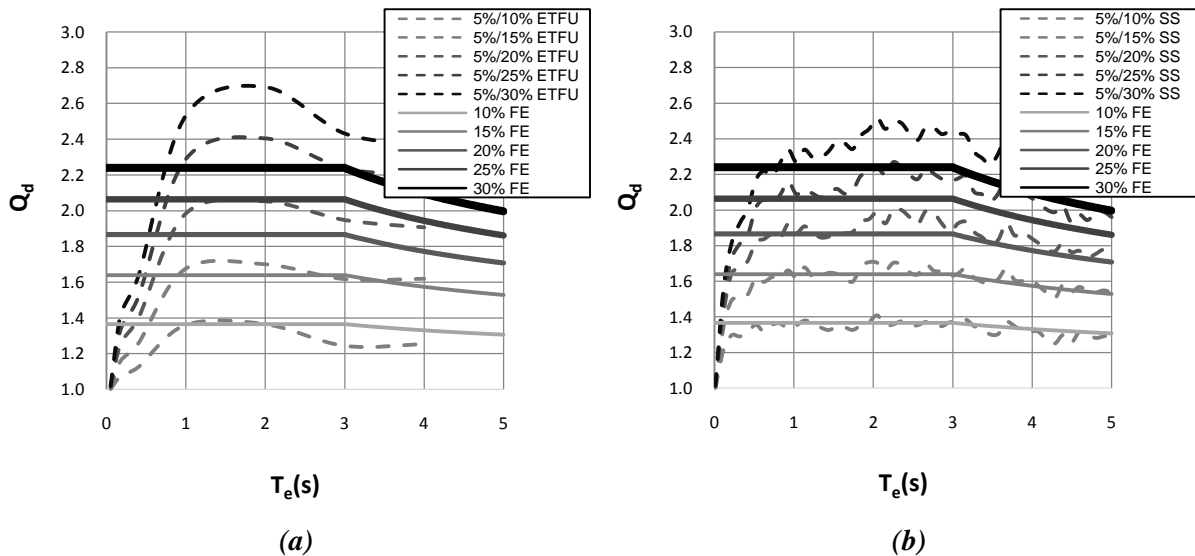 3.0
2.8
2.6
2.4
2.2
2.0
1.8
1.6
1.4
1.2
1.0
Q_d
0 1 2 3 4 5
T_e(s)
5%/10% ETFU
5%/15% ETFU
5%/20% ETFU
5%/25% ETFU
5%/30% ETFU
10% FE
15% FE
20% FE
25% FE
30% FE
(a)
3.0
2.8
2.6
2.4
2.2
2.0
1.8
1.6
1.4
1.2
1.0
Q_d
0 1 2 3 4 5
T_e(s)
5%/10% SS
5%/15% SS
5%/20% SS
5%/25% SS
5%/30% SS
10% FE
15% FE
20% FE
25% FE
30% FE
(b)